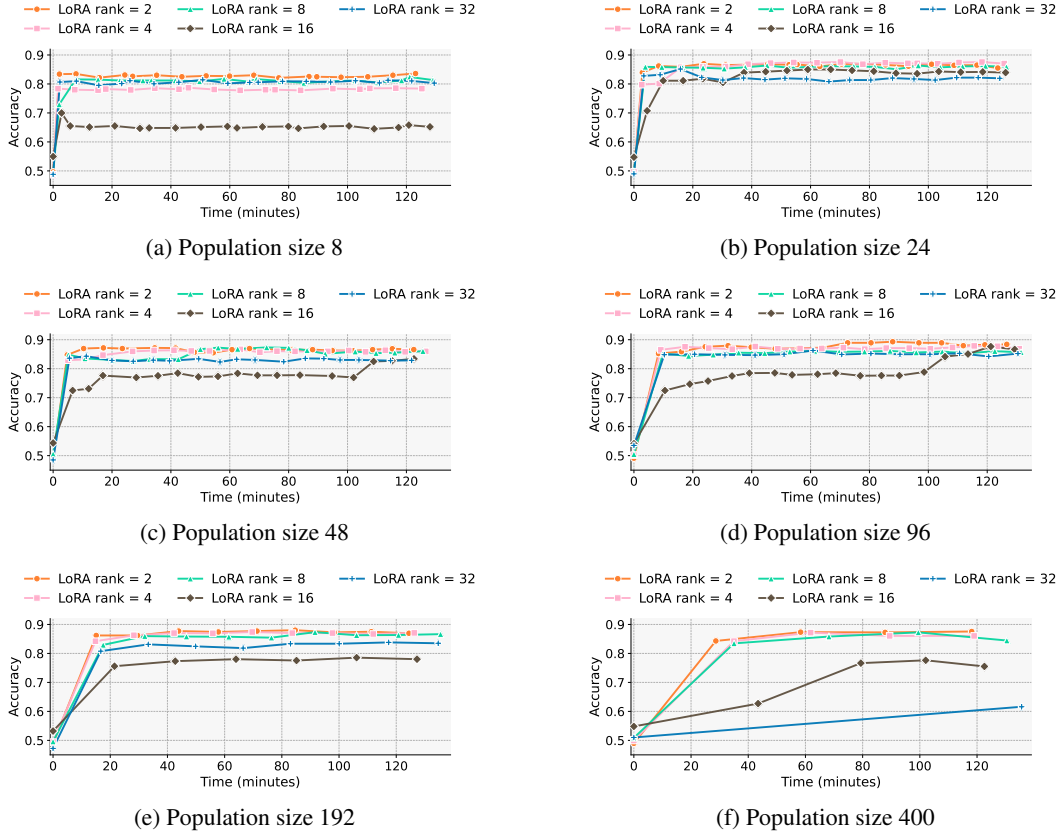 LoRA rank = 2 LoRA rank = 8 LoRA rank = 32
LoRA rank = 4 LoRA rank = 16
0.9
0.8
0.7
0.6
0.5
Accuracy
0 20 40 60 80 100 120
Time (minutes)
(a) Population size 8
LoRA rank = 2 LoRA rank = 8 LoRA rank = 32
LoRA rank = 4 LoRA rank = 16
0.9
0.8
0.7
0.6
0.5
Accuracy
0 20 40 60 80 100 120
Time (minutes)
(b) Population size 24
LoRA rank = 2 LoRA rank = 8 LoRA rank = 32
LoRA rank = 4 LoRA rank = 16
0.9
0.8
0.7
0.6
0.5
Accuracy
0 20 40 60 80 100 120
Time (minutes)
(c) Population size 48
LoRA rank = 2 LoRA rank = 8 LoRA rank = 32
LoRA rank = 4 LoRA rank = 16
0.9
0.8
0.7
0.6
0.5
Accuracy
0 20 40 60 80 100 120
Time (minutes)
(d) Population size 96
LoRA rank = 2 LoRA rank = 8 LoRA rank = 32
LoRA rank = 4 LoRA rank = 16
0.9
0.8
0.7
0.6
0.5
Accuracy
0 20 40 60 80 100 120
Time (minutes)
(e) Population size 192
LoRA rank = 2 LoRA rank = 8 LoRA rank = 32
LoRA rank = 4 LoRA rank = 16
0.9
0.8
0.7
0.6
0.5
Accuracy
0 20 40 60 80 100 120
Time (minutes)
(f) Population size 400